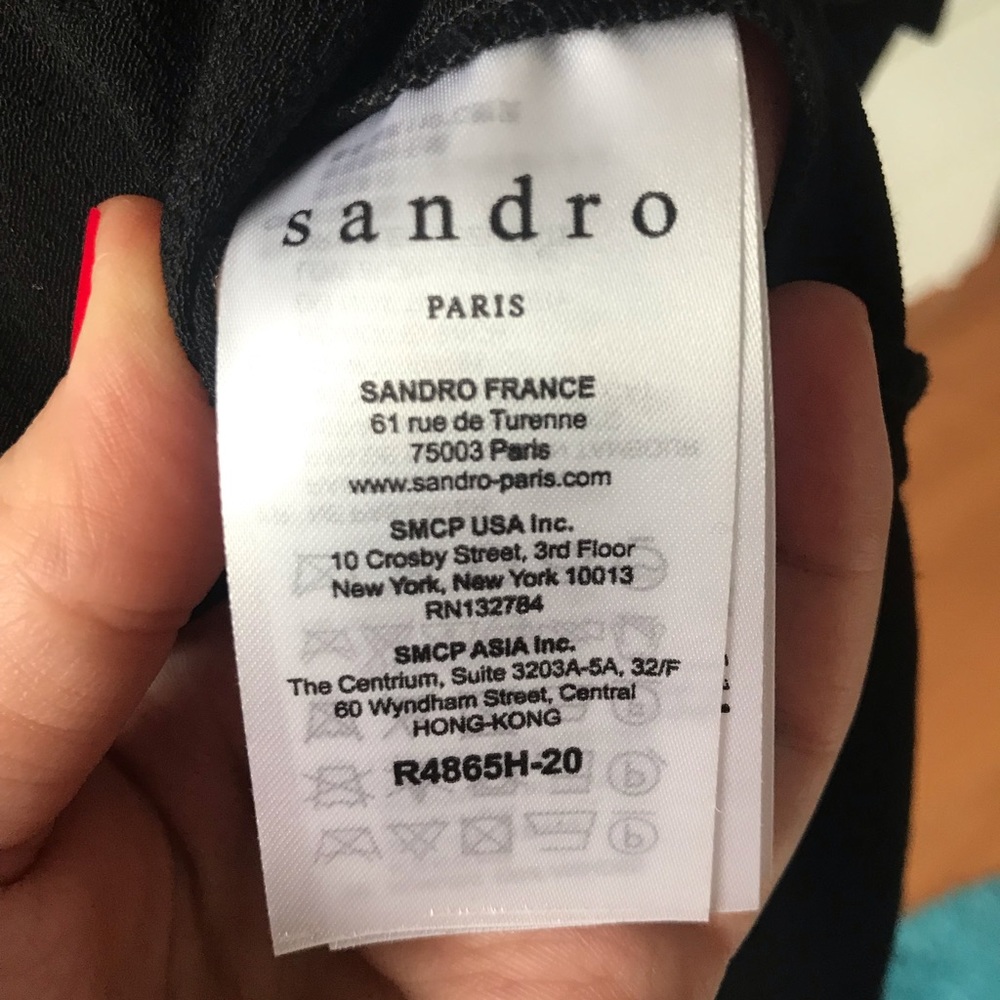 sandro
PARIS
SANDRO FRANCE
61 rue de Turenne
75003 Paris
www.sandro-paris.com
SMCP USA Inc.
10 Crosby Street, 3rd Floor
New York, New York 10013
RN132784
SMCP ASIA Inc.
The Centrium, Suite 3203A-5A, 32/F
60 Wyndham Street, Central
HONG-KONG
R4865H-20